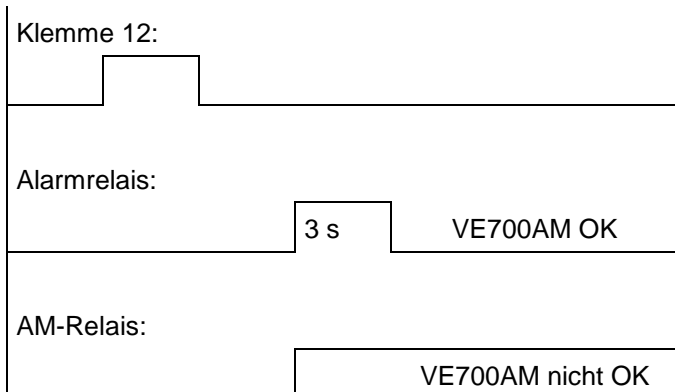 Klemme 12:
Alarmrelais:
3 s VE700AM OK
AM-Relais:
VE700AM nicht OK